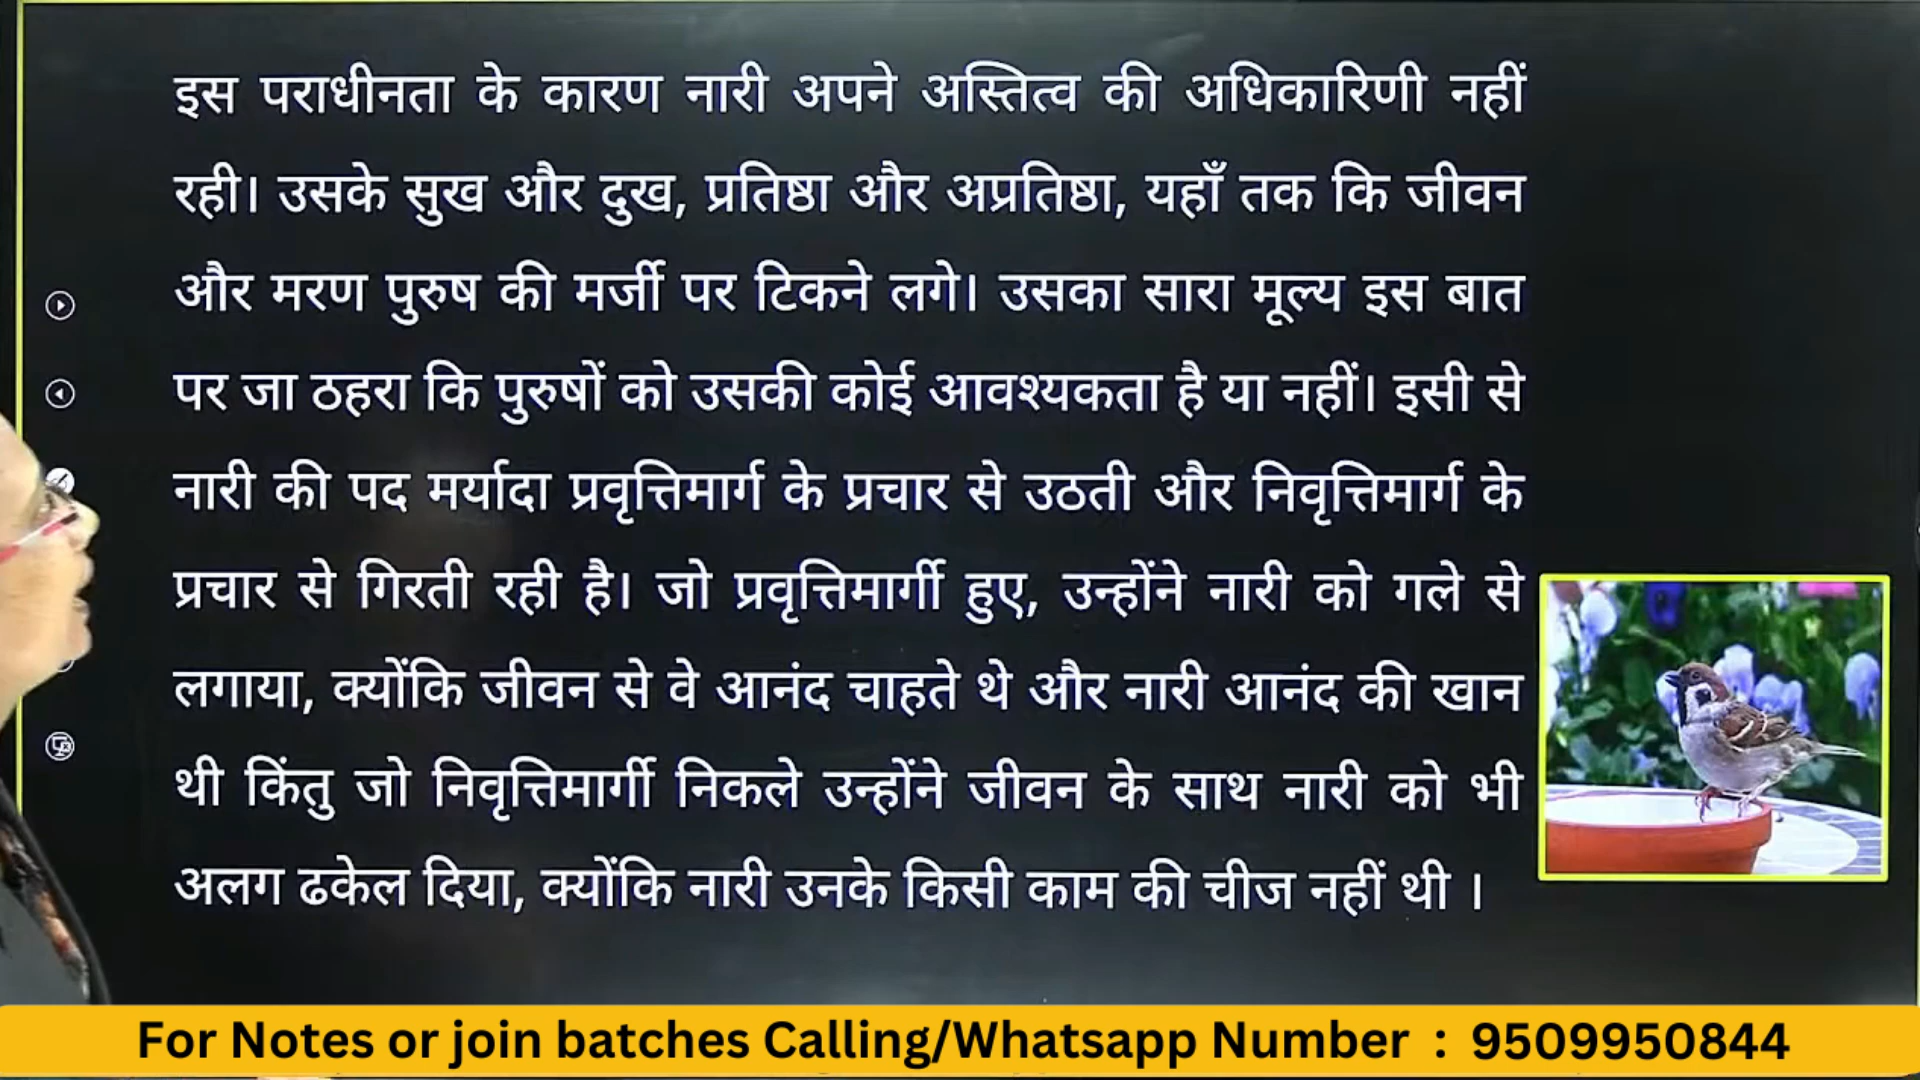 इस पराधीनता के कारण नारी अपने अस्तित्व की अधिकारिणी नहीं
रही। उसके सुख और दुख, प्रतिष्ठा और अप्रतिष्ठा, यहाँ तक कि जीवन
और मरण पुरुष की मर्जी पर टिकने लगे। उसका सारा मूल्य इस बात
पर जा ठहरा कि पुरुषों को उसकी कोई आवश्यकता है या नहीं। इसी से
नारी की पद मर्यादा प्रवृत्तिमार्ग के प्रचार से उठती और निवृत्तिमार्ग के
प्रचार से गिरती रही है। जो प्रवृत्तिमार्गी हुए, उन्होंने नारी को गले से
लगाया, क्योंकि जीवन से वे आनंद चाहते थे और नारी आनंद की खान
थी किंतु जो निवृत्तिमार्गी निकले उन्होंने जीवन के साथ नारी को भी
अलग ढकेल दिया, क्योंकि नारी उनके किसी काम की चीज नहीं थी ।
For Notes or join batches Calling/Whatsapp Number : 9509950844